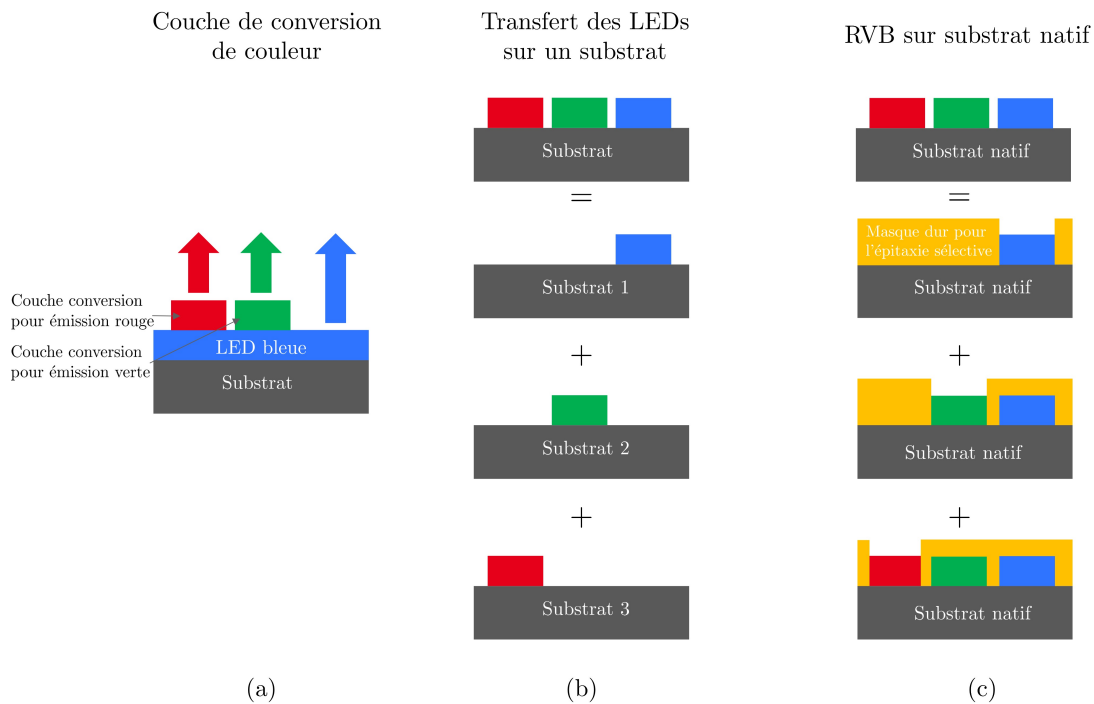 Couche de conversion
de couleur
Couche conversion
pour émission rouge
Couche conversion
pour émission verte
LED bleue
Substrat
(a)
Transfert des LEDs
sur un substrat
Substrat
=
Substrat 1
+
Substrat 2
+
Substrat 3
(b)
RVB sur substrat natif
Substrat natif
=
Masque dur pour
l'épitaxie sélective
Substrat natif
+
Substrat natif
+
Substrat natif
(c)